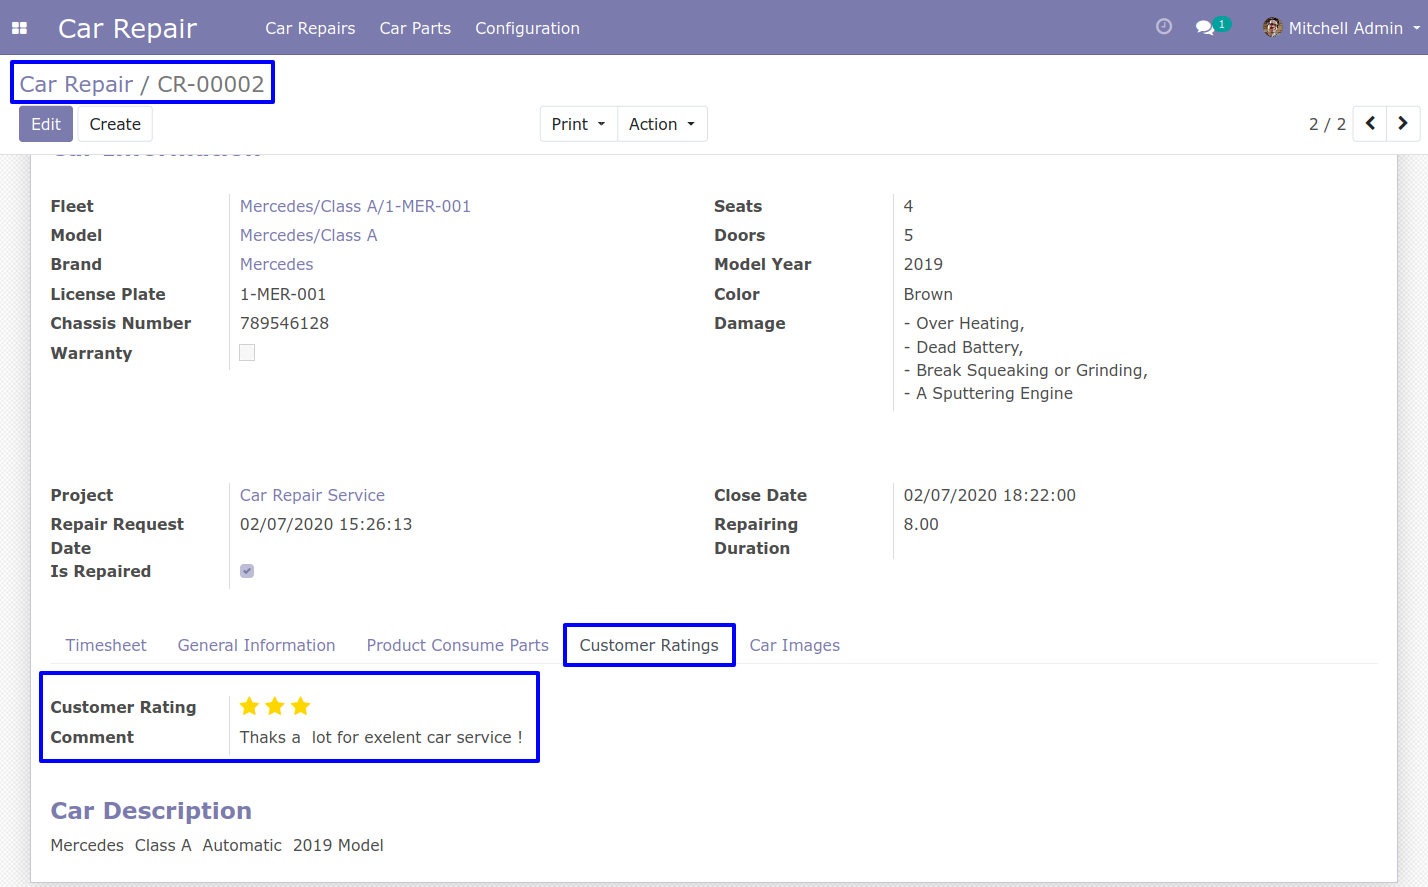 Car Repair Car Repairs Car Parts Configuration 1 Mitchell Admin
Car Repair / CR-00002
Edit Create Print Action 2 / 2
Car Information
Fleet Mercedes/Class A/1-MER-001 Seats 4
Model Mercedes/Class A Doors 5
Brand Mercedes Model Year 2019
License Plate 1-MER-001 Color Brown
Chassis Number 789546128 Damage - Over Heating,
Warranty - Dead Battery,
- Break Squeaking or Grinding,
- A Sputtering Engine
Project Car Repair Service Close Date 02/07/2020 18:22:00
Repair Request 02/07/2020 15:26:13 Repairing 8.00
Date Duration
Is Repaired
Timesheet General Information Product Consume Parts Customer Ratings Car Images
Customer Rating
Comment Thaks a lot for exelent car service !
Car Description
Mercedes Class A Automatic 2019 Model